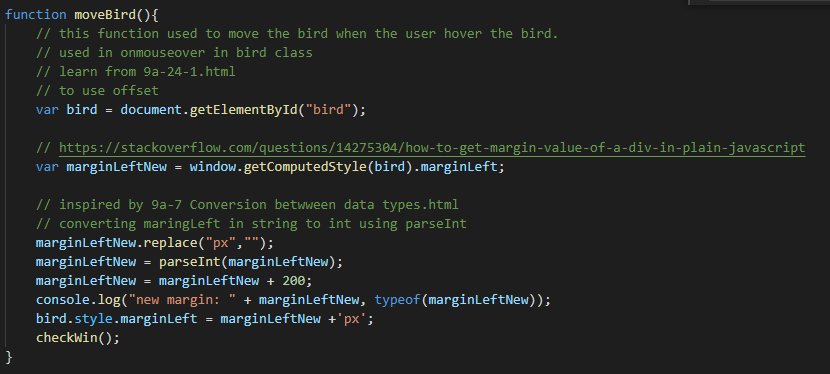 function moveBird(){
// this function used to move the bird when the user hover the bird.
// used in onmouseover in bird class
// learn from 9a-24-1.html
// to use offset
var bird = document.getElementById("bird");
// https://stackoverflow.com/questions/14275304/how-to-get-margin-value-of-a-div-in-plain-javascript
var marginLeftNew = window.getComputedStyle(bird).marginLeft;
// inspired by 9a-7 Conversion betwween data types.html
// converting maringLeft in string to int using parseInt
marginLeftNew.replace("px","");
marginLeftNew = parseInt(marginLeftNew);
marginLeftNew = marginLeftNew + 200;
console.log("new margin: " + marginLeftNew, typeof(marginLeftNew));
bird.style.marginLeft = marginLeftNew +'px';
checkWin();
}